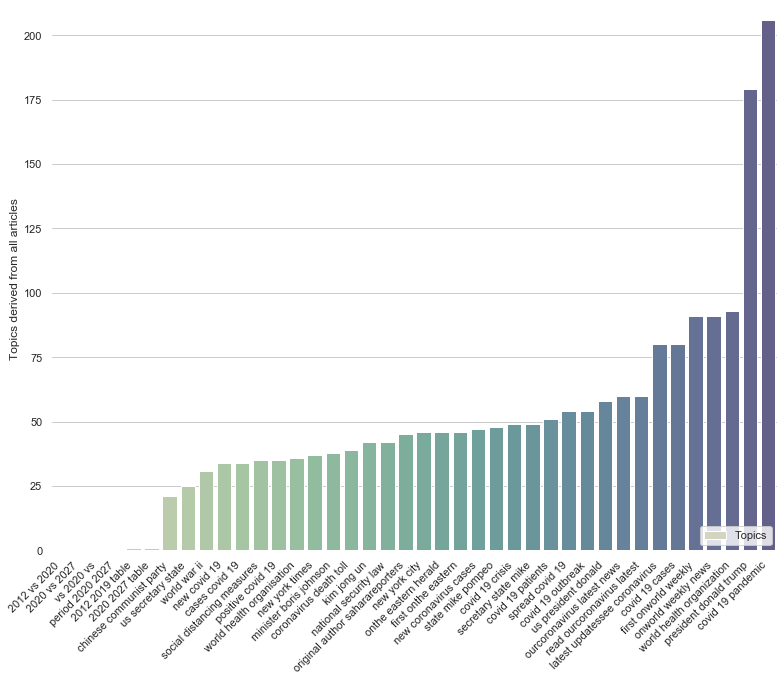 Topics derived from all articles
200
175
150
125
100
75
50
25
0
Topics
2012 vs 2020
2020 vs 2027
vs 2020 vs
period 2020 2027
2012 2019 table
2020 2027 table
chinese communist party
us secretary state
world war ii
new covid 19
cases covid 19
social distancing measures
positive covid 19
world health organisation
new york times
minister boris johnson
coronavirus death toll
kim jong un
national security law
original author saharareporters
new york city
onthe eastern herald
first onthe eastern
new coronavirus cases
state mike pompeo
covid 19 crisis
secretary state mike
covid 19 patients
spread covid 19
covid 19 outbreak
us president donald
ourcoronavirus latest news
read ourcoronavirus latest
latest updatessee coronavirus
covid 19 cases
first onworld weekly
onworld weekly news
world health organization
president donald trump
covid 19 pandemic